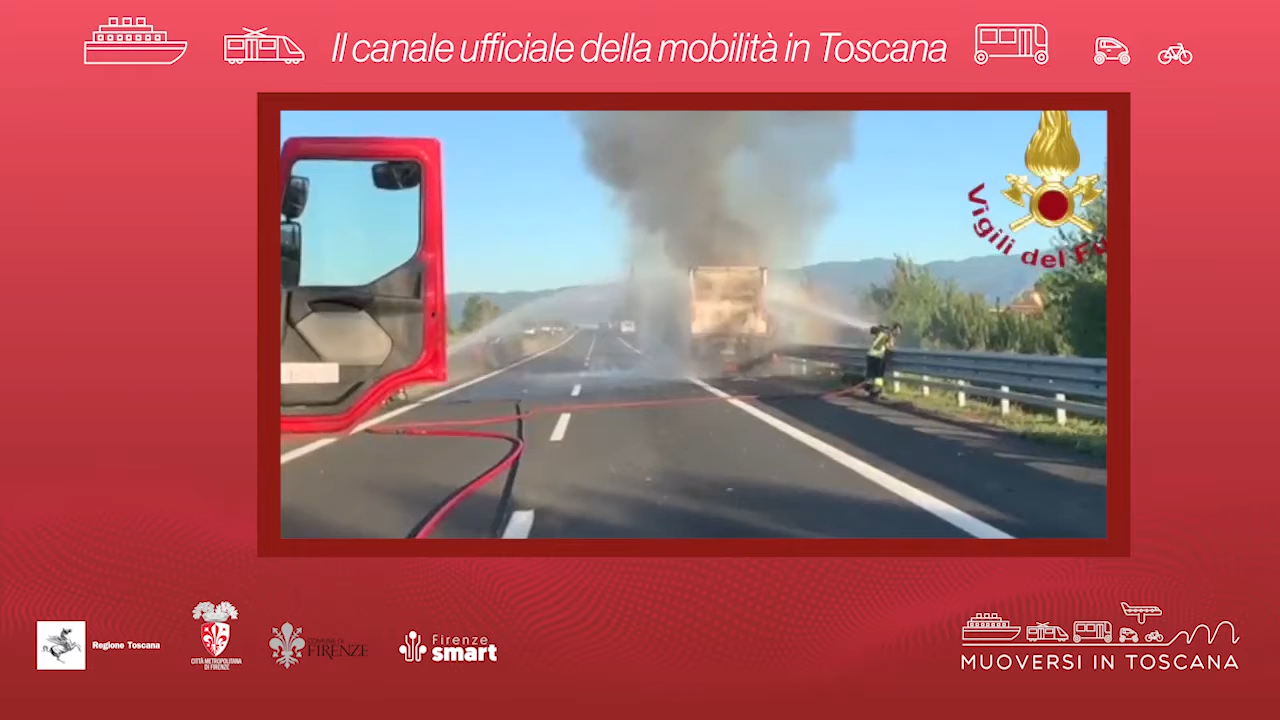 Il canale ufficiale della mobilità in Toscana
Vigili del Fu
Regione Toscana
CITTÀ METROPOLITANA
DI FIRENZE
COMUNE DI
FIRENZE
Firenze
smart
MUOVERSI IN TOSCANA